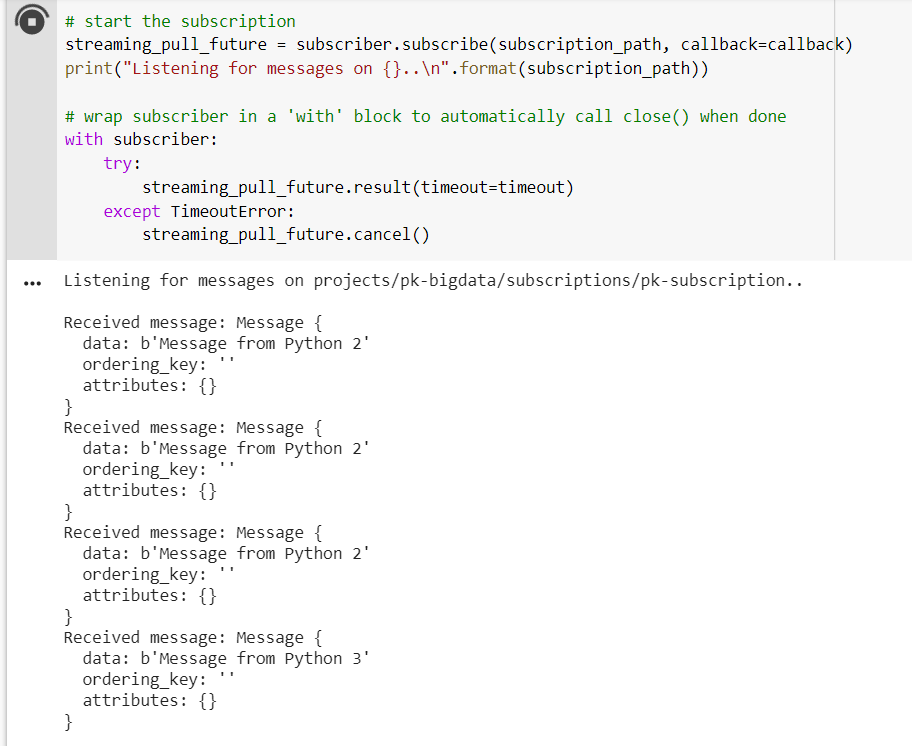 # start the subscription
streaming_pull_future = subscriber.subscribe(subscription_path, callback=callback)
print("Listening for messages on {}..\n".format(subscription_path))

# wrap subscriber in a 'with' block to automatically call close() when done
with subscriber:
    try:
        streaming_pull_future.result(timeout=timeout)
    except TimeoutError:
        streaming_pull_future.cancel()

Listening for messages on projects/pk-bigdata/subscriptions/pk-subscription..

Received message: Message {
  data: b'Message from Python 2'
  ordering_key: ''
  attributes: {}
}
Received message: Message {
  data: b'Message from Python 2'
  ordering_key: ''
  attributes: {}
}
Received message: Message {
  data: b'Message from Python 2'
  ordering_key: ''
  attributes: {}
}
Received message: Message {
  data: b'Message from Python 3'
  ordering_key: ''
  attributes: {}
}